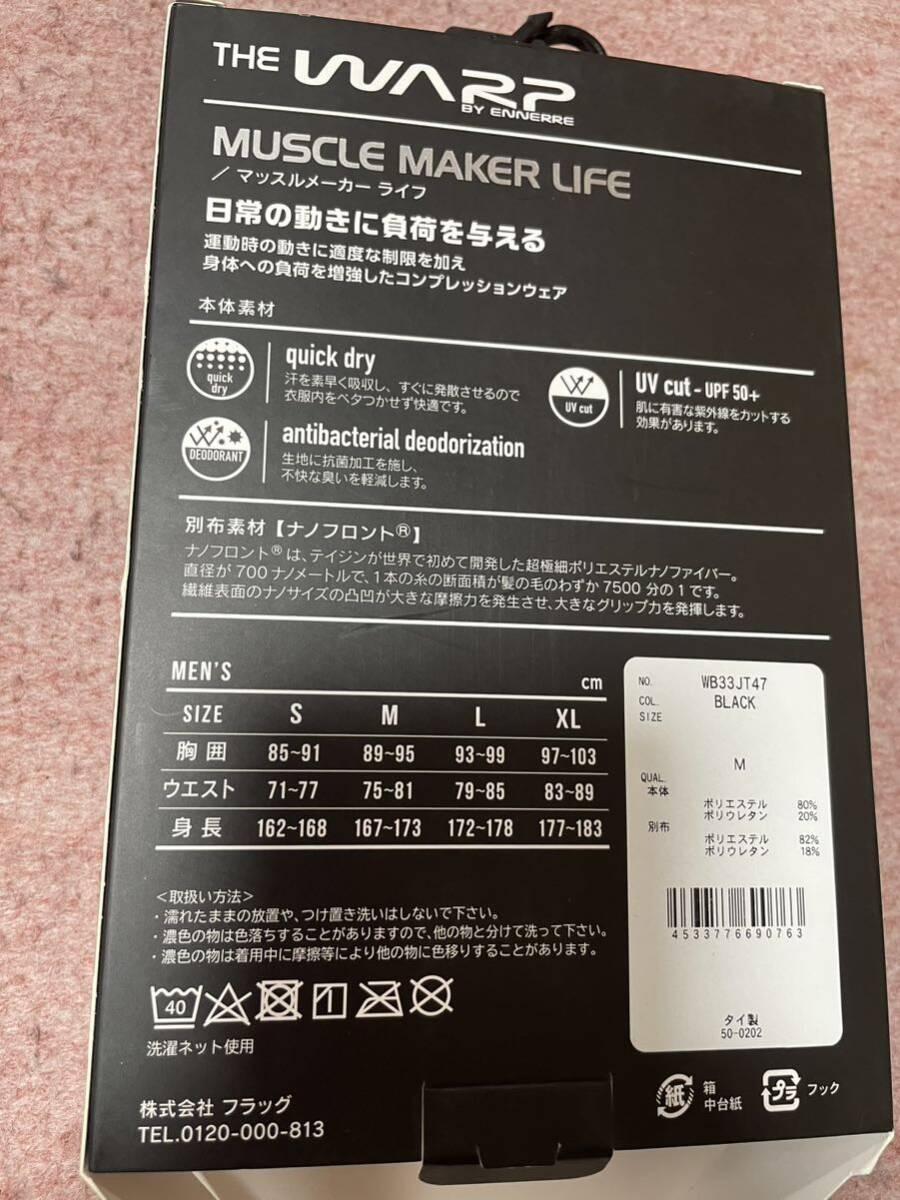 THE WARP
BY ENNERRE
MUSCLE MAKER LIFE
/ マッスルメーカー ライフ
日常の動きに負荷を与える
運動時の動きに適度な制限を加え
身体への負荷を増強したコンプレッションウェア
本体素材
quick dry
quick dry
汗を素早く吸収し、すぐに発散させるので
衣服内をベタつかせず快適です。
UV cut
UV cut - UPF 50+
肌に有害な紫外線をカットする
効果があります。
DEODORANT
antibacterial deodorization
生地に抗菌加工を施し、
不快な臭いを軽減します。
別布素材【ナノフロント®】
ナノフロント®は、テイジンが世界で初めて開発した超極細ポリエステルナノファイバー。
直径が 700 ナノメートルで、1本の糸の断面積が髪の毛のわずか 7500 分の 1 です。
繊維表面のナノサイズの凸凹が大きな摩擦力を発生させ、大きなグリップ力を発揮します。
MEN'S cm
SIZE S M L XL
胸囲 85~91 89~95 93~99 97~103
ウエスト 71~77 75~81 79~85 83~89
身長 162~168 167~173 172~178 177~183
NO. WB33JT47
COL. BLACK
SIZE
M
QUAL.
本体
ポリエステル 80%
ポリウレタン 20%
別布
ポリエステル 82%
ポリウレタン 18%
4533776690763
タイ製
50-0202
<取扱い方法>
・濡れたままの放置や、つけ置き洗いはしないで下さい。
・濃色の物は色落ちすることがありますので、他の物と分けて洗って下さい。
・濃色の物は着用中に摩擦等により他の物に色移りすることがあります。
40
洗濯ネット使用
株式会社 フラッグ
TEL.0120-000-813
紙 箱
中台紙
プラ フック